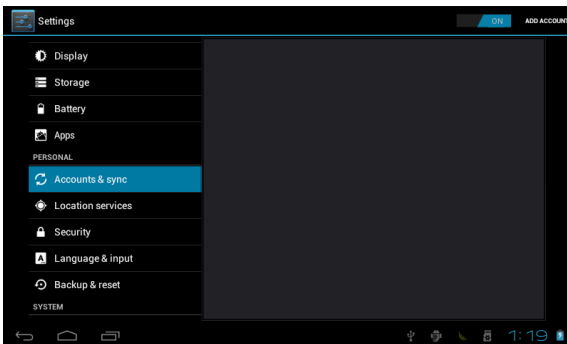 Settings
ON
ADD ACCOUNT
Display
Storage
Battery
Apps
PERSONAL
Accounts & sync
Location services
Security
A Language & input
Backup & reset
SYSTEM
1:19